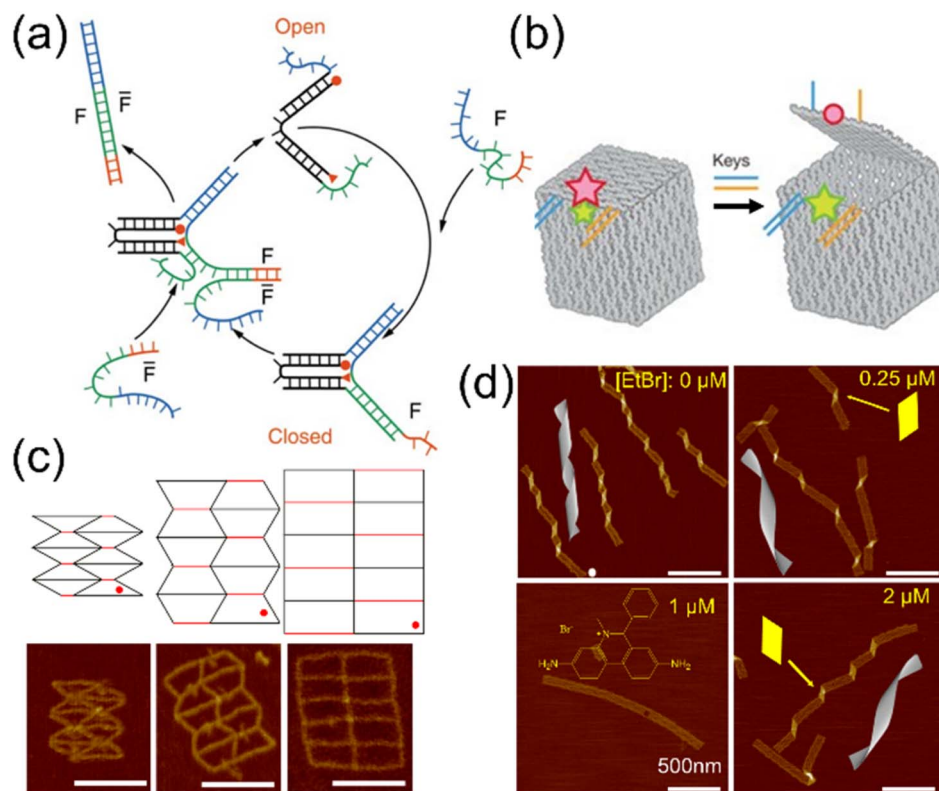 (a)
Open
F
F̄
F
F
F̄
F̄
F
Closed
(b)
Keys
(c)
(d)
[EtBr]: 0 µM
0.25 µM
1 µM
Br⁻
N
H₂N
NH₂
500nm
2 µM